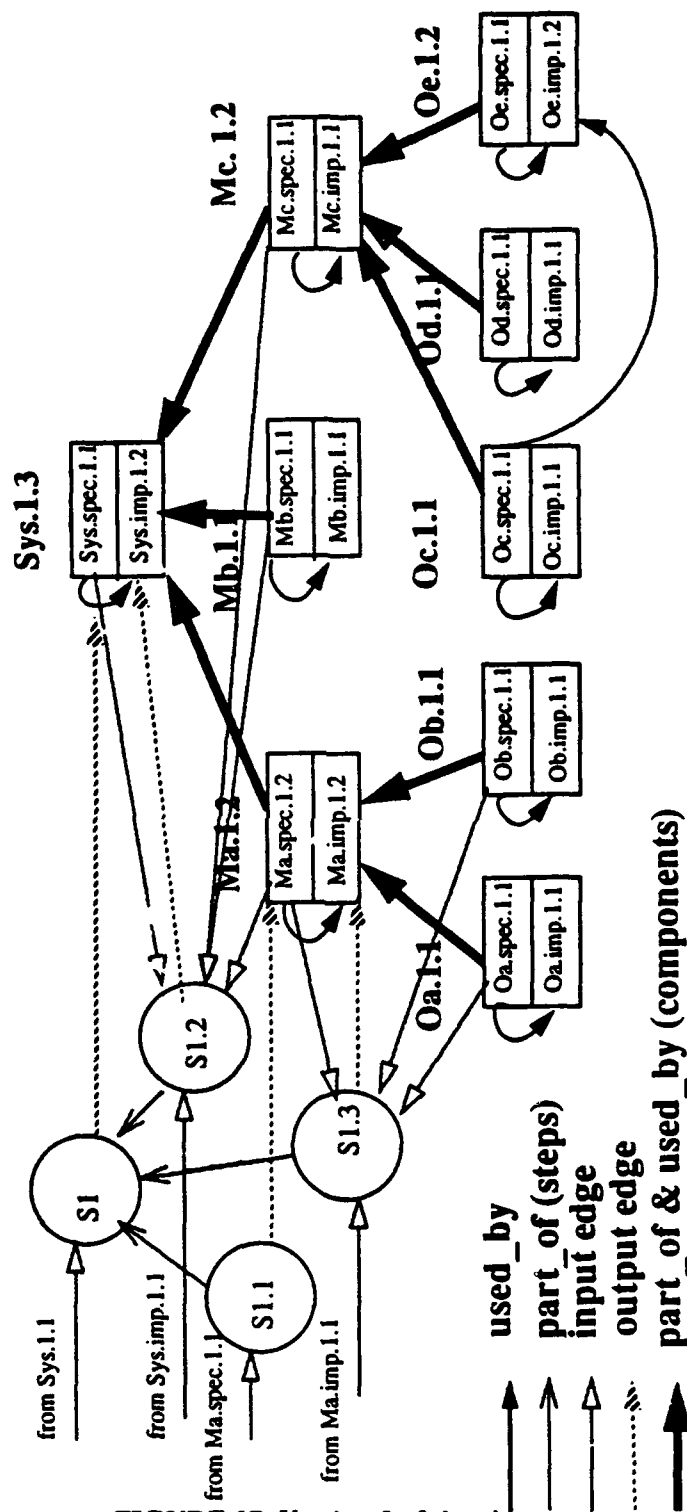 Sys.1.3
Sys.spec.1.1
Sys.imp.1.2
S1
from Sys.1.1
S1.2
from Sys.imp.1.1
S1.1
from Ma.spec.1.1
S1.3
from Ma.imp.1.1
Ma.1.2
Ma.spec.1.2
Ma.imp.1.2
Mb.1.1
Mb.spec.1.1
Mb.imp.1.1
Mc. 1.2
Mc.spec.1.1
Mc.imp.1.1
Oa.1.1
Oa.spec.1.1
Oa.imp.1.1
Ob.1.1
Ob.spec.1.1
Ob.imp.1.1
Oc.1.1
Oc.spec.1.1
Oc.imp.1.1
Od.1.1
Od.spec.1.1
Od.imp.1.1
Oe.1.2
Oe.spec.1.1
Oe.imp.1.2
used_by
part_of (steps)
input edge
output edge
part_of & used_by (components)